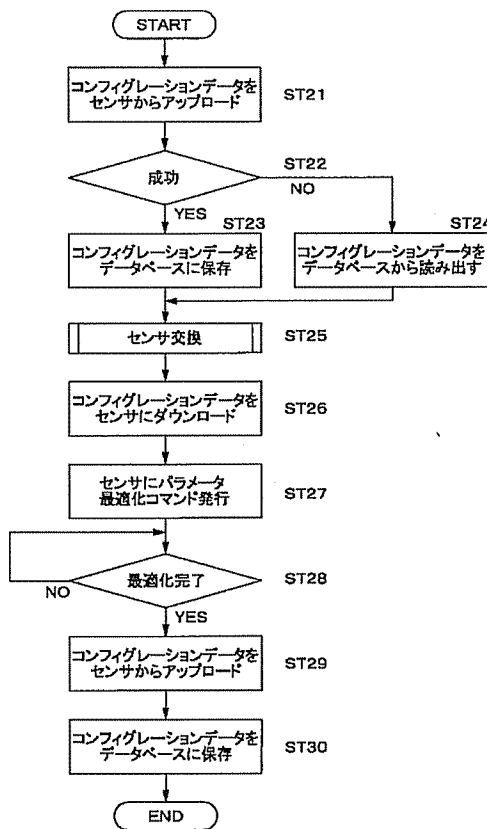 START
コンフィグレーションデータを
センサからアップロード
ST21
成功
ST22
NO
YES
ST23
コンフィグレーションデータを
データベースに保存
ST24
コンフィグレーションデータを
データベースから読み出す
センサ交換
ST25
コンフィグレーションデータを
センサにダウンロード
ST26
センサにパラメータ
最適化コマンド発行
ST27
最適化完了
ST28
NO
YES
コンフィグレーションデータを
センサからアップロード
ST29
コンフィグレーションデータを
データベースに保存
ST30
END